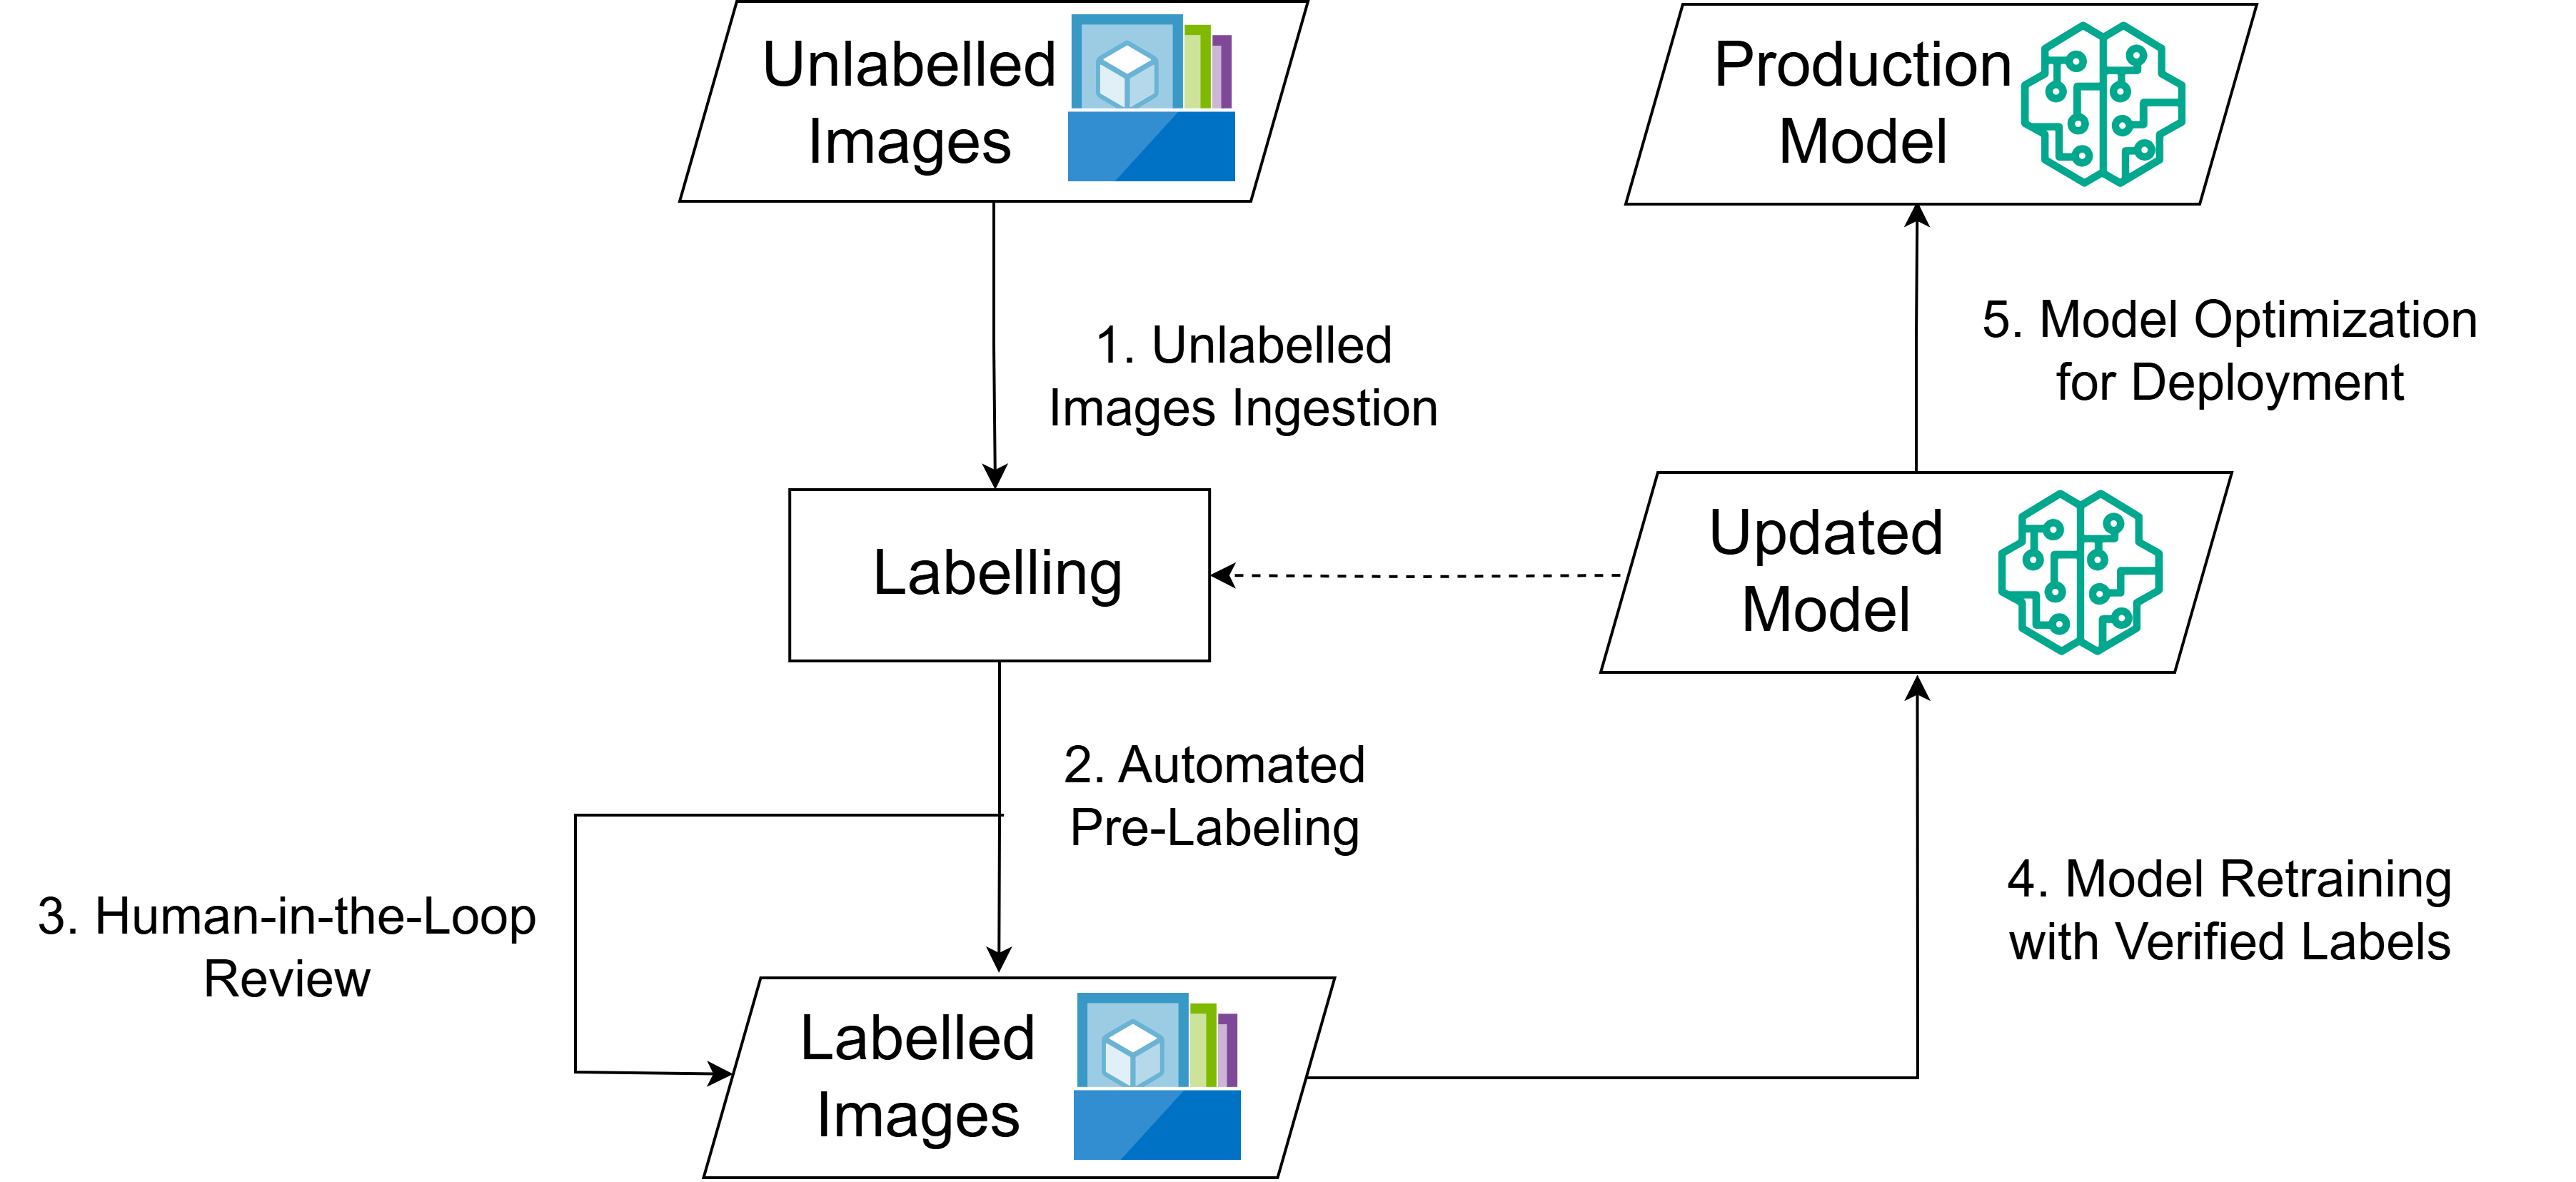 Unlabelled
Images
Production
Model
1. Unlabelled
Images Ingestion
5. Model Optimization
for Deployment
Labelling
Updated
Model
2. Automated
Pre-Labeling
3. Human-in-the-Loop
Review
4. Model Retraining
with Verified Labels
Labelled
Images